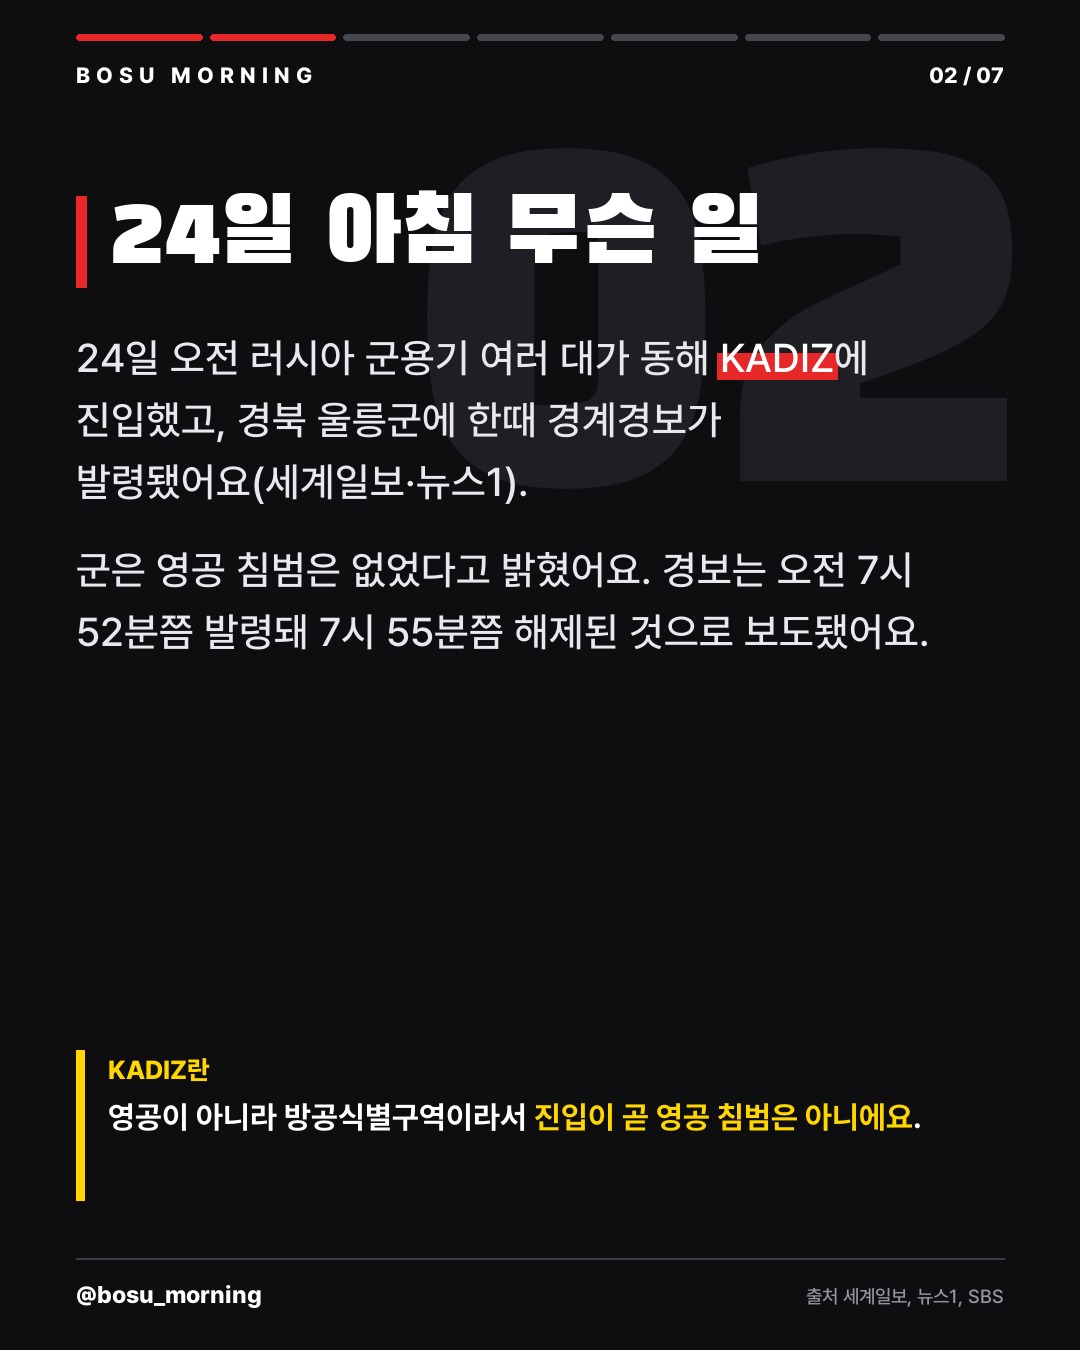 BOSU MORNING
02 / 07
02
24일 아침 무슨 일
24일 오전 러시아 군용기 여러 대가 동해 KADIZ에
진입했고, 경북 울릉군에 한때 경계경보가
발령됐어요(세계일보·뉴스1).
군은 영공 침범은 없었다고 밝혔어요. 경보는 오전 7시
52분쯤 발령돼 7시 55분쯤 해제된 것으로 보도됐어요.
KADIZ란
영공이 아니라 방공식별구역이라서 진입이 곧 영공 침범은 아니에요.
@bosu_morning
출처 세계일보, 뉴스1, SBS